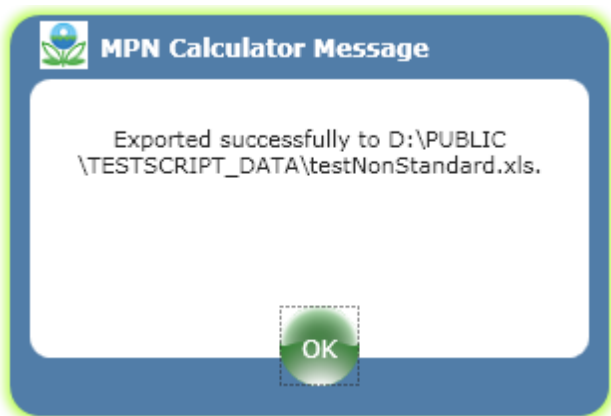 MPN Calculator Message
Exported successfully to D:\PUBLIC
\TESTSCRIPT_DATA\testNonStandard.xls.
OK